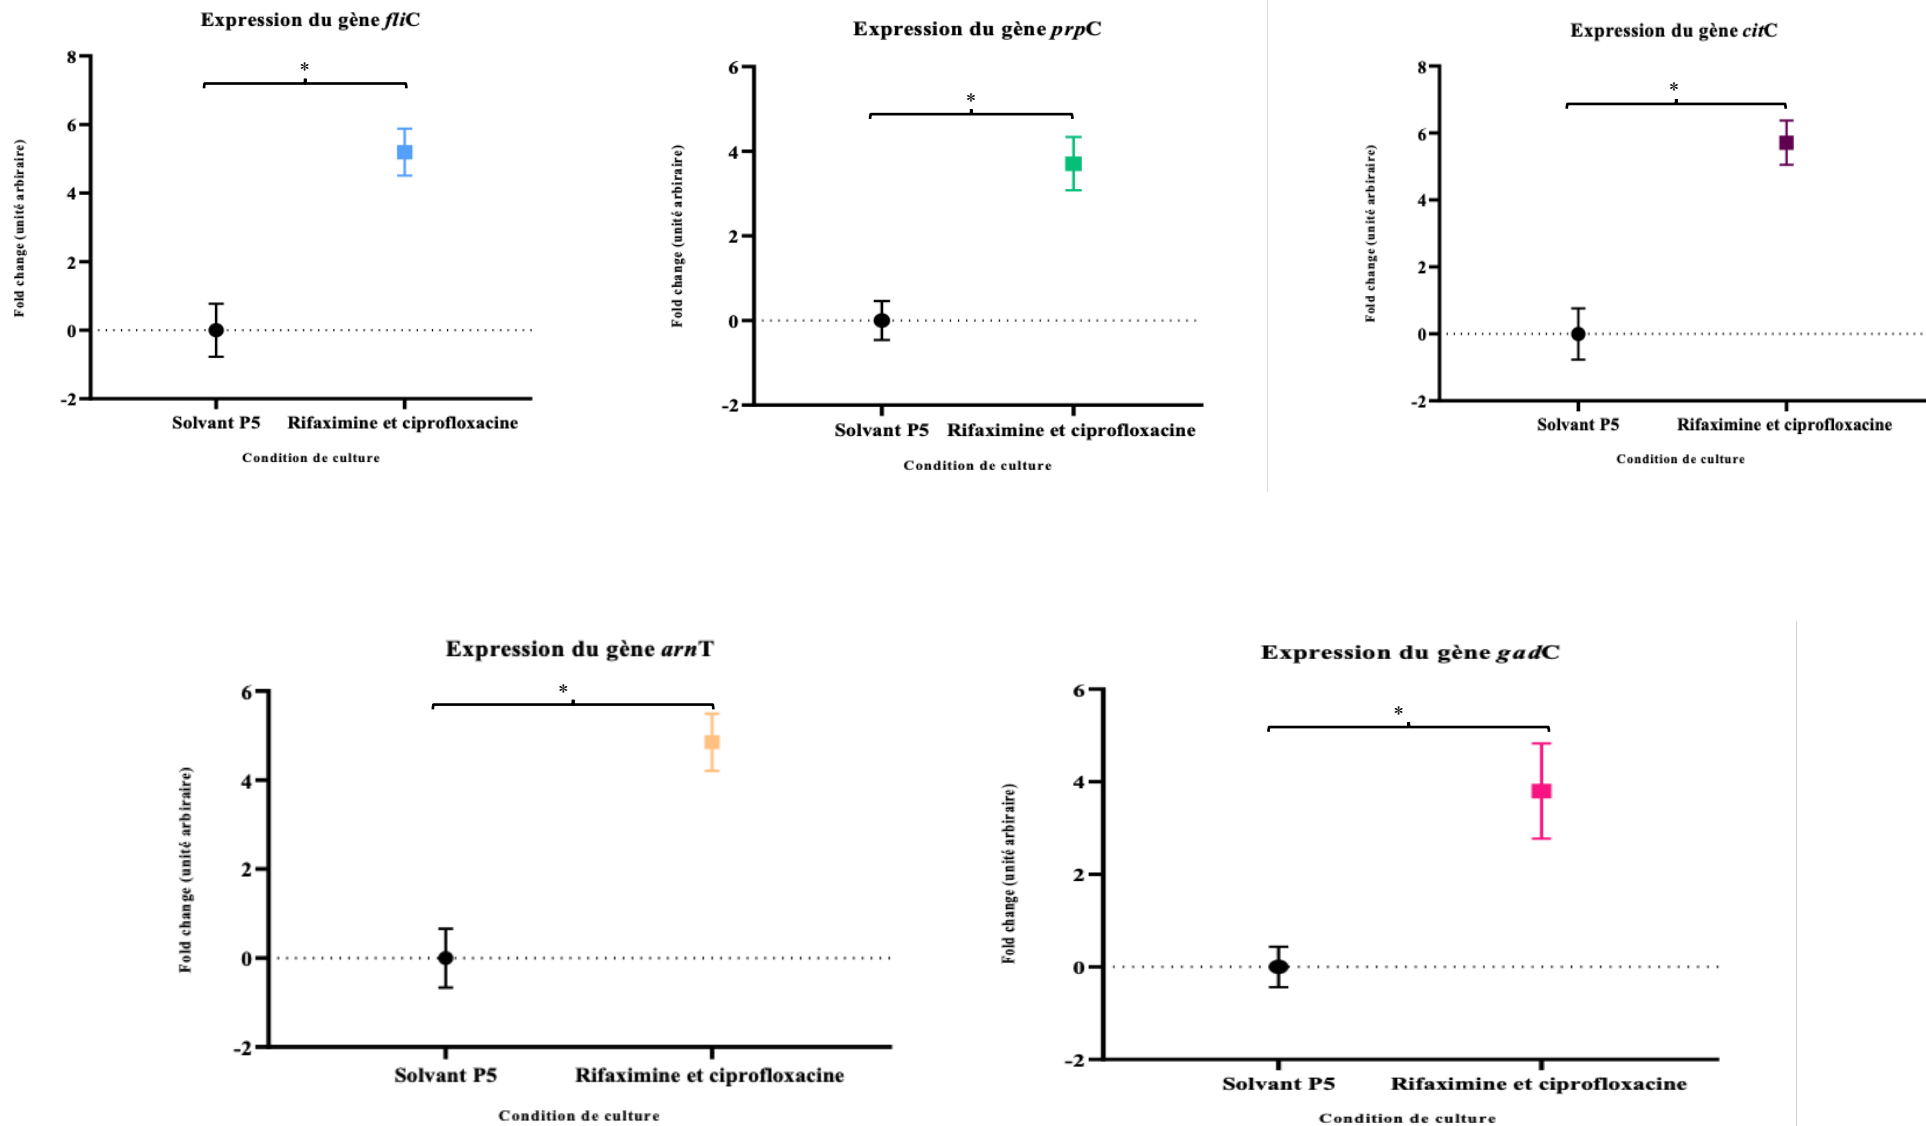 Expression du gène fliC
8
6
4
2
0
-2
*
Fold change (unité arbiraire)
Solvant P5
Rifaximine et ciprofloxacine
Condition de culture
Expression du gène prpC
6
4
2
0
-2
*
Fold change (unité arbiraire)
Solvant P5
Rifaximine et ciprofloxacine
Condition de culture
Expression du gène citC
8
6
4
2
0
-2
*
Fold change (unité arbiraire)
Solvant P5
Rifaximine et ciprofloxacine
Condition de culture
Expression du gène arnT
6
4
2
0
-2
*
Fold change (unité arbiraire)
Solvant P5
Rifaximine et ciprofloxacine
Condition de culture
Expression du gène gadC
6
4
2
0
-2
*
Fold change (unité arbiraire)
Solvant P5
Rifaximine et ciprofloxacine
Condition de culture